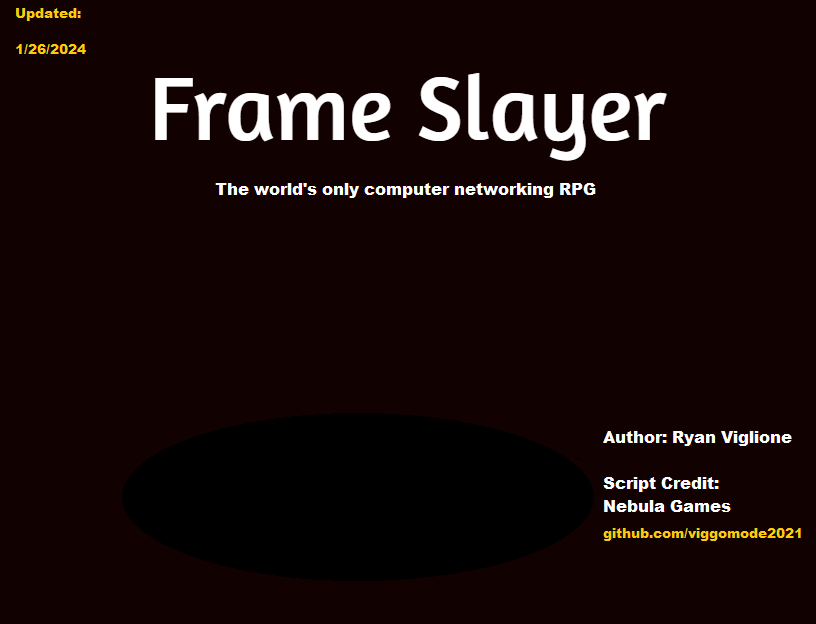 Updated:
1/26/2024
Frame Slayer
The world's only computer networking RPG
Author: Ryan Viglione
Script Credit:
Nebula Games
github.com/viggomode2021